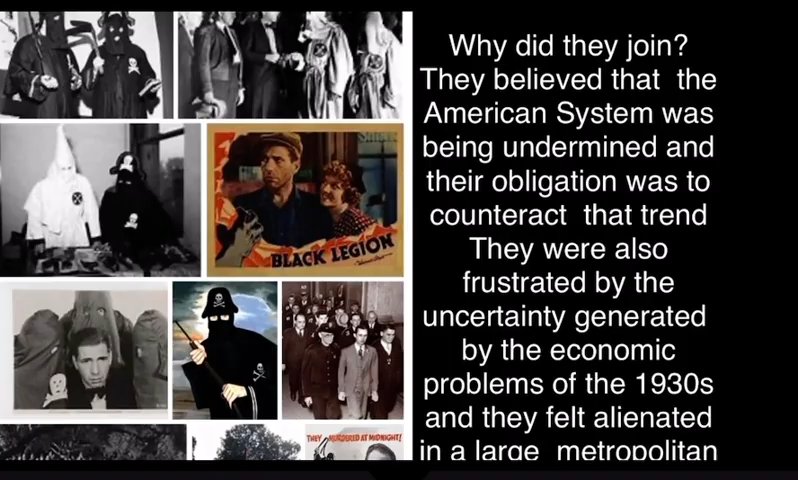 BLACK LEGION
THEY MURDERED AT MIDNIGHT!
Why did they join?
They believed that  the
American System was
being undermined and
their obligation was to
counteract  that trend
They were also
frustrated by the
uncertainty generated
by the economic
problems of the 1930s
and they felt alienated
in a large  metropolitan